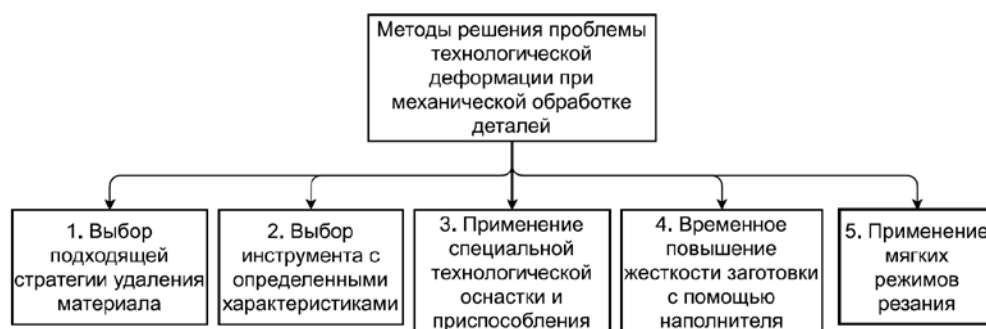 Методы решения проблемы
технологической
деформации при
механической обработке
деталей
1. Выбор
подходящей
стратегии удаления
материала
2. Выбор
инструмента с
определенными
характеристиками
3. Применение
специальной
технологической
оснастки и
приспособления
4. Временное
повышение
жесткости заготовки
с помощью
наполнителя
5. Применение
мягких
режимов
резания